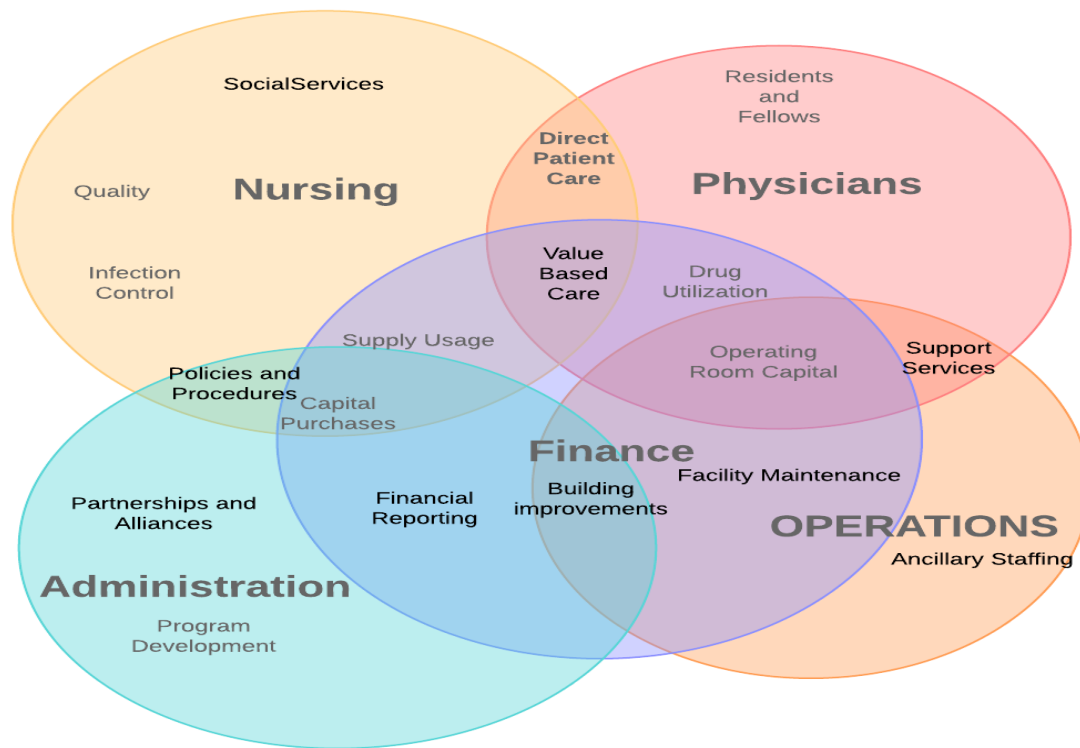 SocialServices
Residents
and
Fellows
Direct
Patient
Care
Quality
Nursing
Physicians
Infection
Control
Value
Based
Care
Drug
Utilization
Supply Usage
Operating
Room Capital
Support
Services
Policies and
Procedures
Capital
Purchases
Finance
Facility Maintenance
Partnerships and
Alliances
Financial
Reporting
Building
improvements
OPERATIONS
Ancillary Staffing
Administration
Program
Development